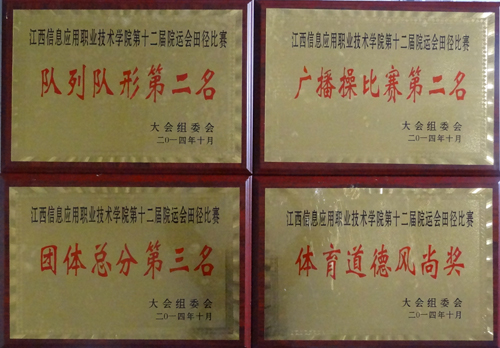 江西信息应用职业技术学院第十二届院运会田径比赛
队列队形第二名
大会组委会
二〇一四年十月
江西信息应用职业技术学院第十二届院运会田径比赛
广播操比赛第二名
大会组委会
二〇一四年十月
江西信息应用职业技术学院第十二届院运会田径比赛
团体总分第三名
大会组委会
二〇一四年十月
江西信息应用职业技术学院第十二届院运会田径比赛
体育道德风尚奖
大会组委会
二〇一四年十月